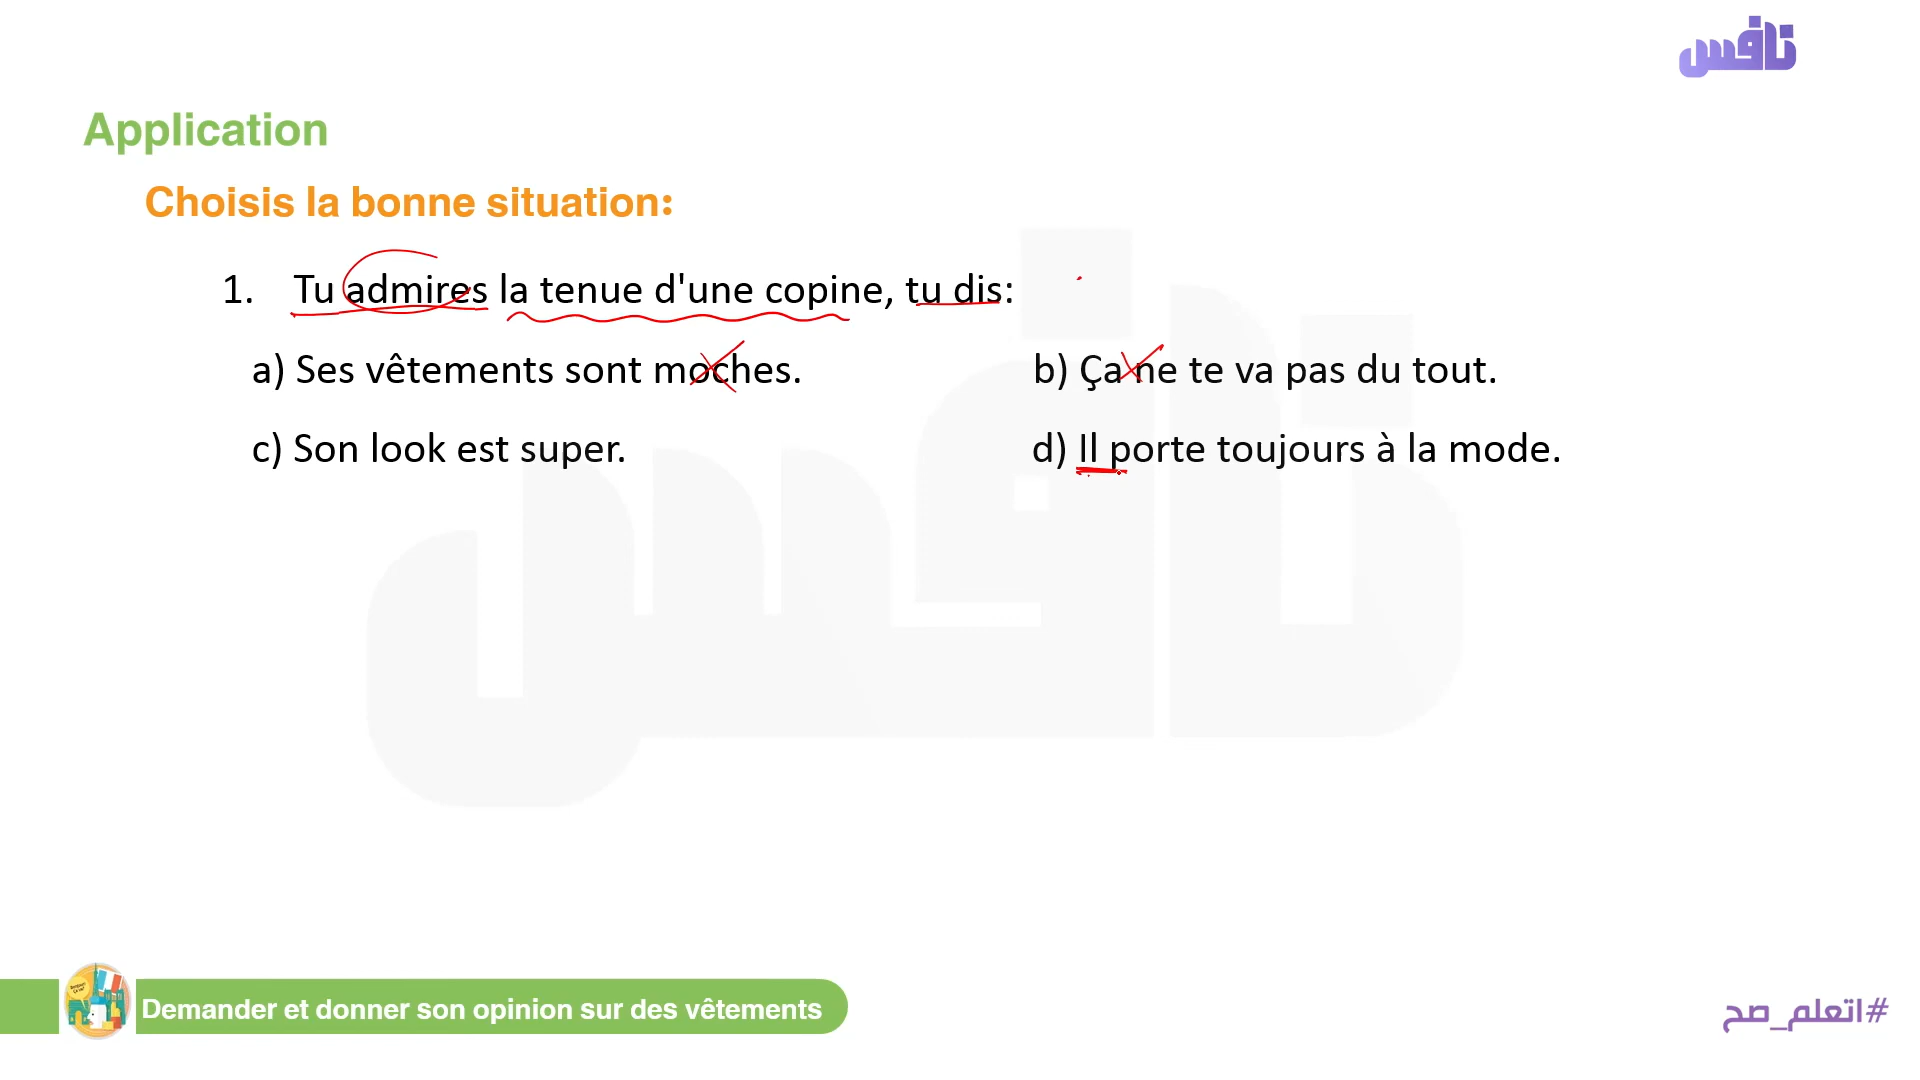 نافس
Application
Choisis la bonne situation:
1. Tu admires la tenue d'une copine, tu dis:
a) Ses vêtements sont moches.
b) Ça ne te va pas du tout.
c) Son look est super.
d) Il porte toujours à la mode.
Demander et donner son opinion sur des vêtements
#اتعلم_صح